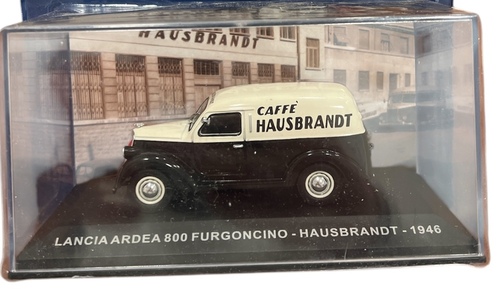 HAUSBRANDT
CAFFÈ
HAUSBRANDT
LANCIA ARDEA 800 FURGONCINO - HAUSBRANDT - 1946